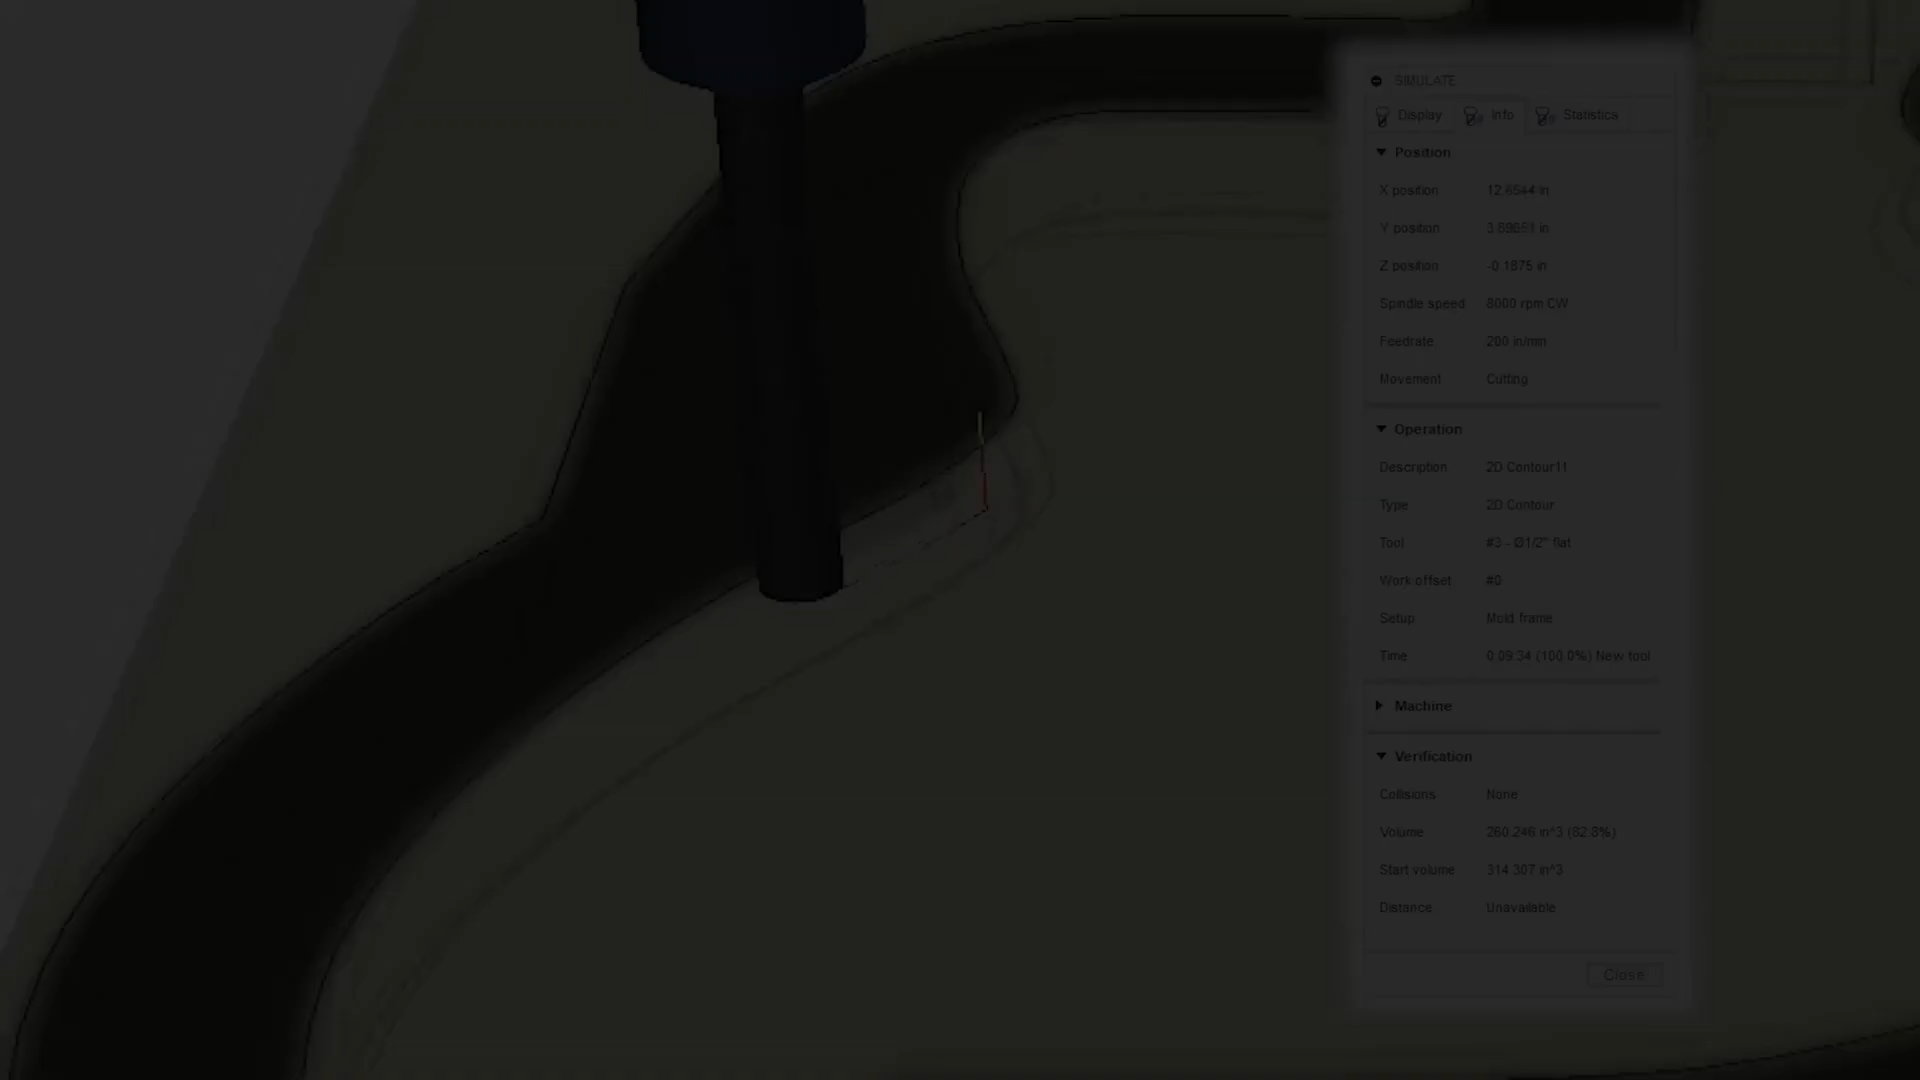 SIMULATE
Display Info Statistics
Position
X position 12.6544 in
Y position 3.89651 in
Z position -0.1875 in
Spindle speed 8000 rpm CW
Feedrate 200 in/mn
Movement Cutting
Operation
Description 2D Contour11
Type 2D Contour
Tool #3 - Ø1/2" flat
Work offset #0
Setup Mold frame
Time 0:09:34 (100.0%) New tool
Machine
Verification
Collisions None
Volume 260.246 in^3 (82.8%)
Start volume 314.307 in^3
Distance Unavailable
Close